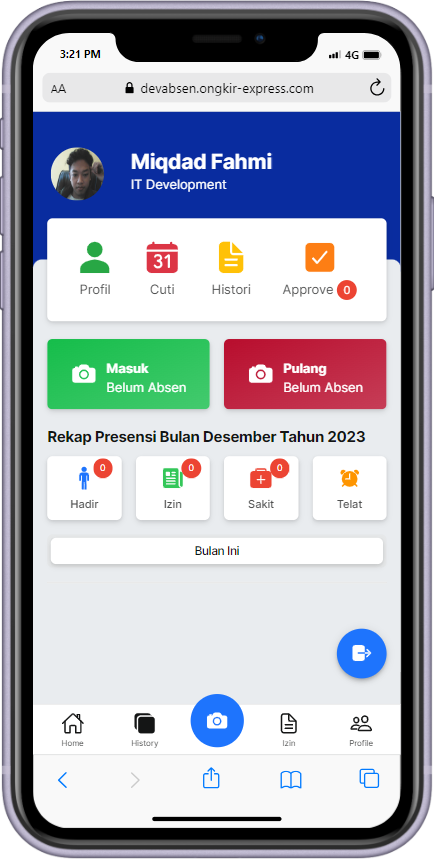 3:21 PM
4G
AA
devabsen.ongkir-express.com
Miqdad Fahmi
IT Development
31
Profil
Cuti
Histori
Approve 0
Masuk
Belum Absen
Pulang
Belum Absen
Rekap Presensi Bulan Desember Tahun 2023
0
0
0
Hadir
Izin
Sakit
Telat
Bulan Ini
Home
History
Izin
Profile